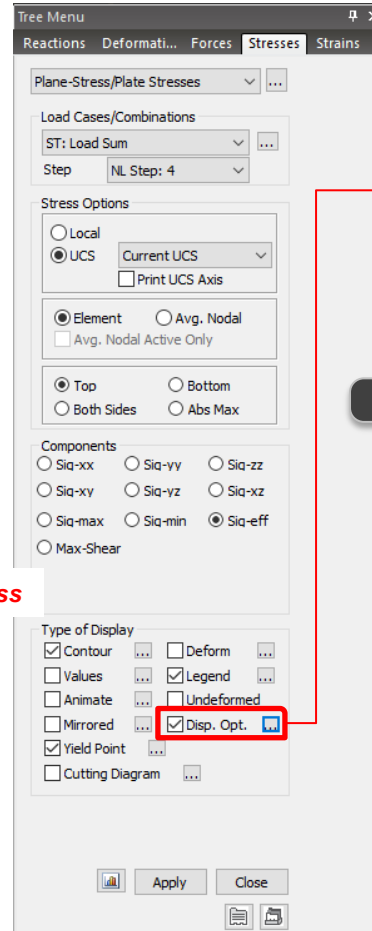 Tree Menu
Reactions Deformati... Forces Stresses Strains
Plane-Stress/Plate Stresses ...
Load Cases/Combinations
ST: Load Sum ...
Step NL Step: 4
Stress Options
Local
UCS Current UCS
Print UCS Axis
Element Avg. Nodal
Avg. Nodal Active Only
Top Bottom
Both Sides Abs Max
Components
Sig-xx Sig-yy Sig-zz
Sig-xy Sig-yz Sig-xz
Sig-max Sig-min Sig-eff
Max-Shear
ss
Type of Display
Contour ... Deform ...
Values ... Legend ...
Animate ... Undeformed
Mirrored ... Disp. Opt. ...
Yield Point ...
Cutting Diagram ...
Apply Close